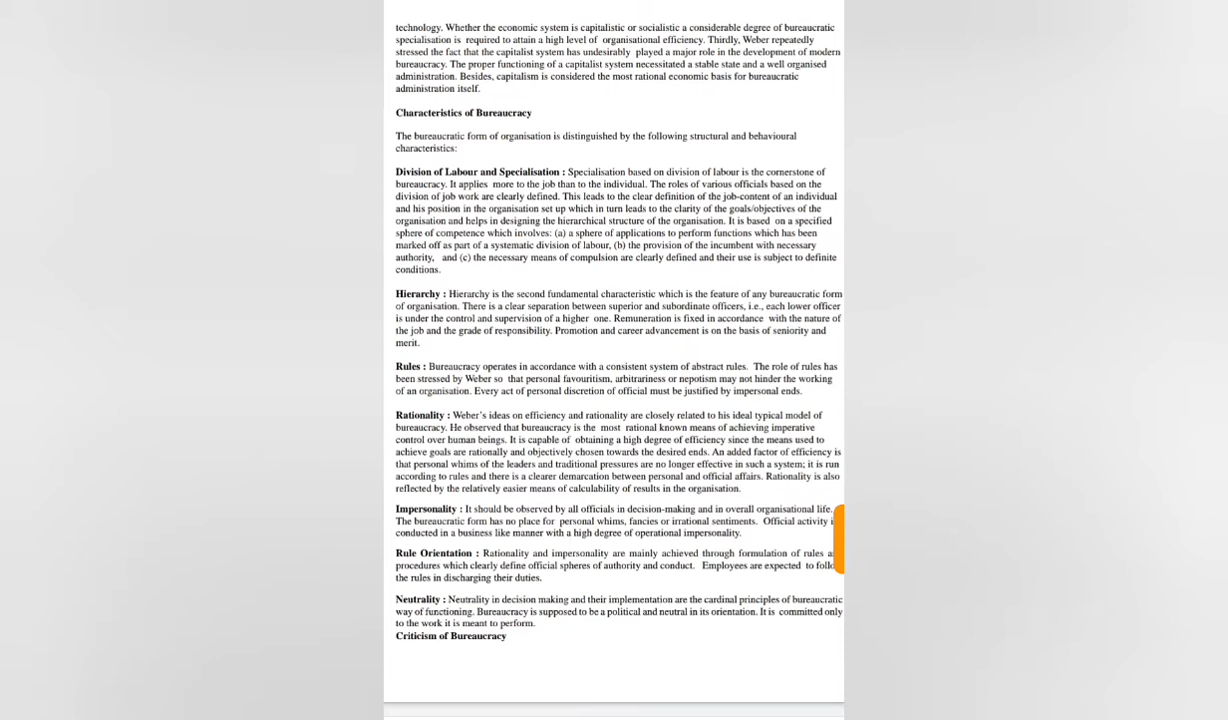 technology. Whether the economic system is capitalistic or socialistic a considerable degree of bureaucratic
specialisation is required to attain a high level of organisational efficiency. Thirdly, Weber repeatedly
stressed the fact that the capitalist system has undesirably played a major role in the development of modern
bureaucracy. The proper functioning of a capitalist system necessitated a stable state and a well organised
administration. Besides, capitalism is considered the most rational economic basis for bureaucratic
administration itself.
Characteristics of Bureaucracy
The bureaucratic form of organisation is distinguished by the following structural and behavioural
characteristics:
Division of Labour and Specialisation : Specialisation based on division of labour is the cornerstone of
bureaucracy. It applies more to the job than to the individual. The roles of various officials based on the
division of job work are clearly defined. This leads to the clear definition of the job-content of an individual
and his position in the organisation set up which in turn leads to the clarity of the goals/objectives of the
organisation and helps in designing the hierarchical structure of the organisation. It is based on a specified
sphere of competence which involves: (a) a sphere of applications to perform functions which has been
marked off as part of a systematic division of labour, (b) the provision of the incumbent with necessary
authority, and (c) the necessary means of compulsion are clearly defined and their use is subject to definite
conditions.
Hierarchy : Hierarchy is the second fundamental characteristic which is the feature of any bureaucratic form
of organisation. There is a clear separation between superior and subordinate officers, i.e., each lower officer
is under the control and supervision of a higher one. Remuneration is fixed in accordance with the nature of
the job and the grade of responsibility. Promotion and career advancement is on the basis of seniority and
merit.
Rules : Bureaucracy operates in accordance with a consistent system of abstract rules. The role of rules has
been stressed by Weber so that personal favouritism, arbitrariness or nepotism may not hinder the working
of an organisation. Every act of personal discretion of official must be justified by impersonal ends.
Rationality : Weber's ideas on efficiency and rationality are closely related to his ideal typical model of
bureaucracy. He observed that bureaucracy is the most rational known means of achieving imperative
control over human beings. It is capable of obtaining a high degree of efficiency since the means used to
achieve goals are rationally and objectively chosen towards the desired ends. An added factor of efficiency is
that personal whims of the leaders and traditional pressures are no longer effective in such a system; it is run
according to rules and there is a clearer demarcation between personal and official affairs. Rationality is also
reflected by the relatively easier means of calculability of results in the organisation.
Impersonality : It should be observed by all officials in decision-making and in overall organisational life.
The bureaucratic form has no place for personal whims, fancies or irrational sentiments. Official activity
conducted in a business like manner with a high degree of operational impersonality.
Rule Orientation : Rationality and impersonality are mainly achieved through formulation of rules
procedures which clearly define official spheres of authority and conduct. Employees are expected to
the rules in discharging their duties.
Neutrality : Neutrality in decision making and their implementation are the cardinal principles of bureaucratic
way of functioning. Bureaucracy is supposed to be a political and neutral in its orientation. It is committed only
to the work it is meant to perform.
Criticism of Bureaucracy